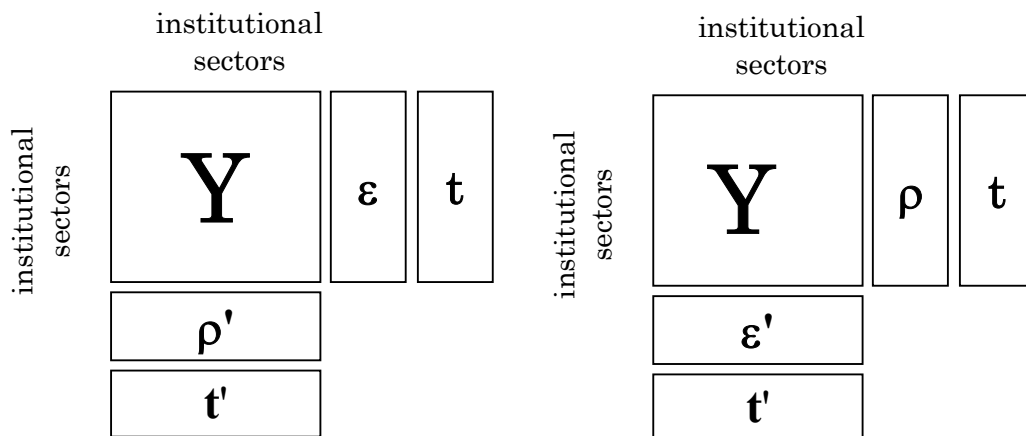 institutional
sectors
institutional
sectors
Y
ε
t
ρ'
t'
institutional
sectors
institutional
sectors
Y
ρ
t
ε'
t'